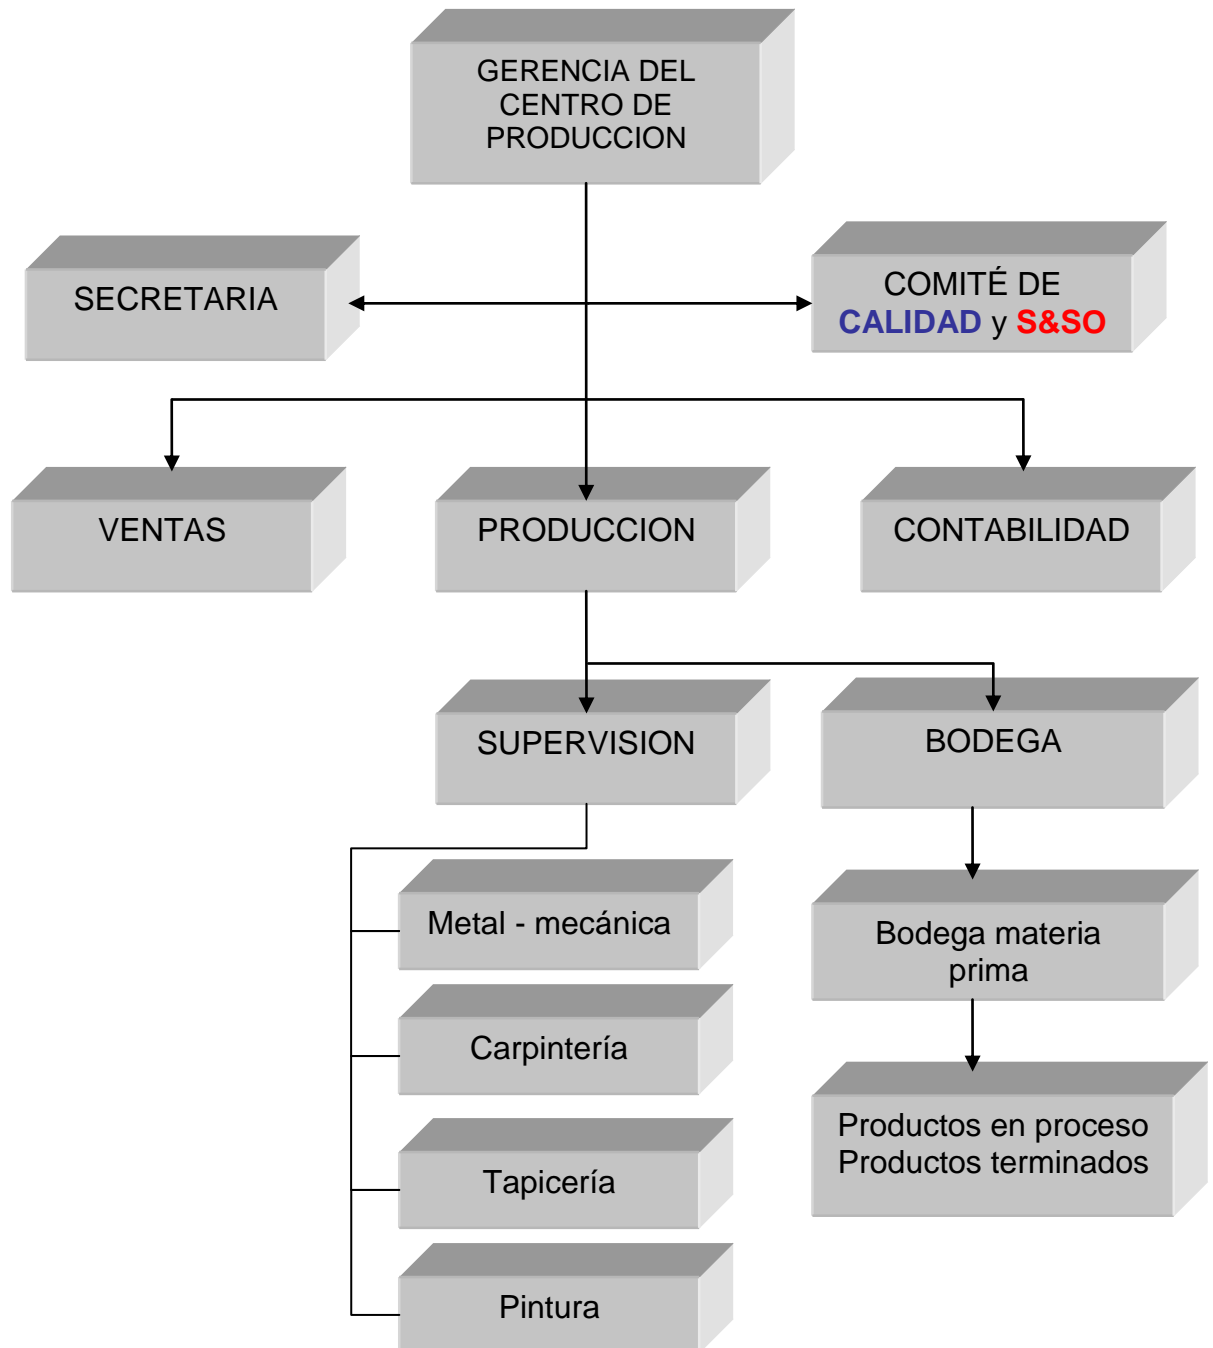 GERENCIA DEL
CENTRO DE
PRODUCCION
SECRETARIA
COMITÉ DE
CALIDAD y S&SO
VENTAS
PRODUCCION
CONTABILIDAD
SUPERVISION
BODEGA
Metal - mecánica
Bodega materia
prima
Carpintería
Productos en proceso
Productos terminados
Tapicería
Pintura